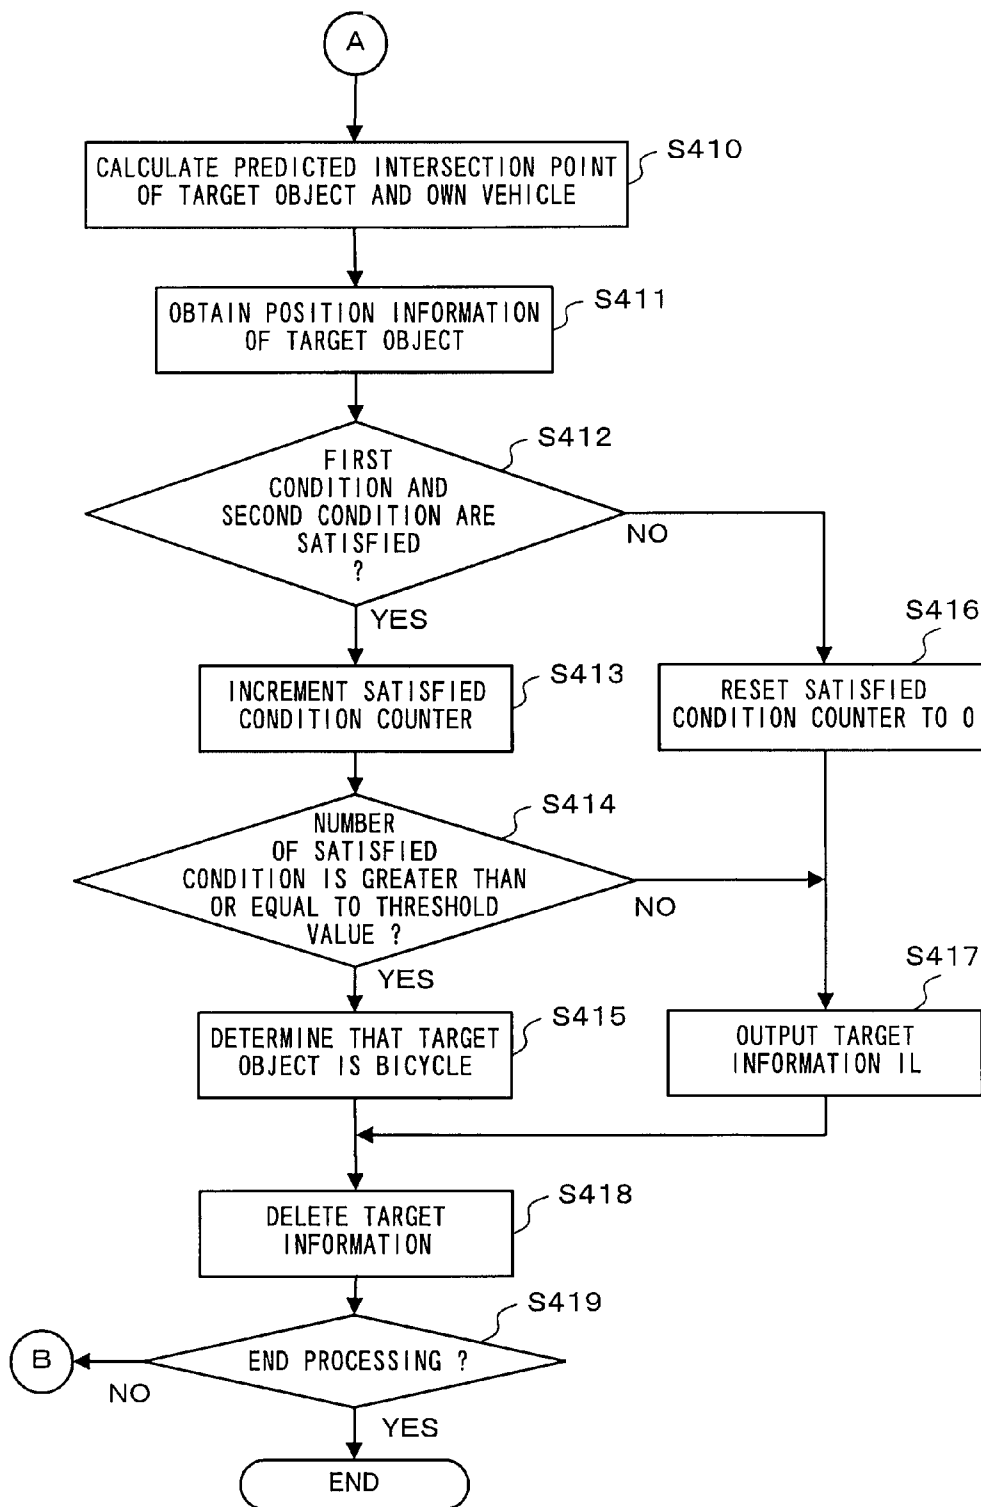 A
CALCULATE PREDICTED INTERSECTION POINT
OF TARGET OBJECT AND OWN VEHICLE
S410
OBTAIN POSITION INFORMATION
OF TARGET OBJECT
S411
FIRST
CONDITION AND
SECOND CONDITION ARE
SATISFIED
?
S412
NO
YES
INCREMENT SATISFIED
CONDITION COUNTER
S413
RESET SATISFIED
CONDITION COUNTER TO 0
S416
NUMBER
OF SATISFIED
CONDITION IS GREATER THAN
OR EQUAL TO THRESHOLD
VALUE ?
S414
NO
YES
DETERMINE THAT TARGET
OBJECT IS BICYCLE
S415
OUTPUT TARGET
INFORMATION IL
S417
DELETE TARGET
INFORMATION
S418
END PROCESSING ?
S419
B
NO
YES
END